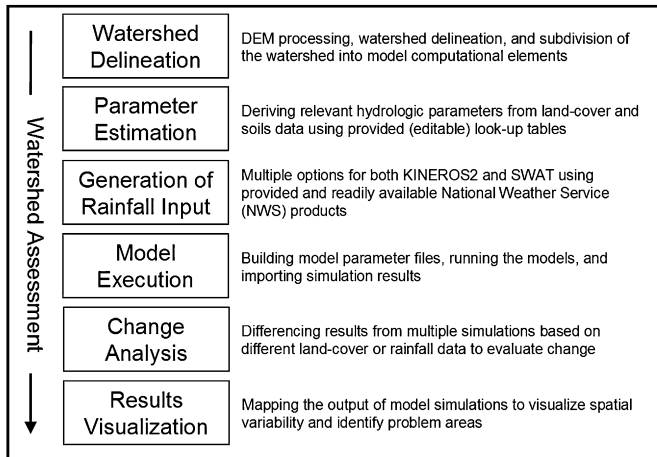 Watershed Assessment
Watershed
Delineation
DEM processing, watershed delineation, and subdivision of
the watershed into model computational elements
Parameter
Estimation
Deriving relevant hydrologic parameters from land-cover and
soils data using provided (editable) look-up tables
Generation of
Rainfall Input
Multiple options for both KINEROS2 and SWAT using
provided and readily available National Weather Service
(NWS) products
Model
Execution
Building model parameter files, running the models, and
importing simulation results
Change
Analysis
Differencing results from multiple simulations based on
different land-cover or rainfall data to evaluate change
Results
Visualization
Mapping the output of model simulations to visualize spatial
variability and identify problem areas